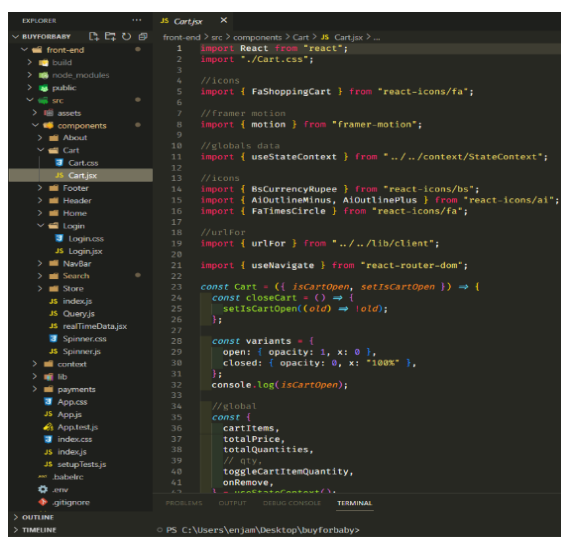 EXPLORER
BUYFORBABY
front-end
build
node_modules
public
src
assets
components
About
Cart
Cart.css
JS Cart.jsx
Footer
Header
Home
Login
Login.css
JS Login.jsx
NavBar
Search
Store
JS index.js
JS Query.js
JS realTimeData.jsx
Spinner.css
JS Spinner.js
context
lib
payments
App.css
JS App.js
App.test.js
index.css
JS index.js
JS setupTests.js
.babelrc
.env
.gitignore
OUTLINE
TIMELINE
JS Cart.jsx ×
front-end > src > components > Cart > JS Cart.jsx > ...
1 import React from "react";
2 import "./Cart.css";
3
4 //icons
5 import { FaShoppingCart } from "react-icons/fa";
6
7 //framer motion
8 import { motion } from "framer-motion";
9
10 //globals data
11 import { useStateContext } from "../../context/StateContext";
12
13 //icons
14 import { BsCurrencyRupee } from "react-icons/bs";
15 import { AiOutlineMinus, AiOutlinePlus } from "react-icons/ai";
16 import { FaTimesCircle } from "react-icons/fa";
17
18 //urlFor
19 import { urlFor } from "../../lib/client";
20
21 import { useNavigate } from "react-router-dom";
22
23 const Cart = ({ isCartOpen, setIsCartOpen }) => {
24 const closeCart = () => {
25 setIsCartOpen((old) => !old);
26 };
27
28 const variants = {
29 open: { opacity: 1, x: 0 },
30 closed: { opacity: 0, x: "100%" },
31 };
32 console.log(isCartOpen);
33
34 //global
35 const {
36 cartItems,
37 totalPrice,
38 totalQuantities,
39 // qty,
40 toggleCartItemQuantity,
41 onRemove,
42 } = useStateContext();
PROBLEMS OUTPUT DEBUG CONSOLE TERMINAL
PS C:\Users\enjam\Desktop\buyforbaby>